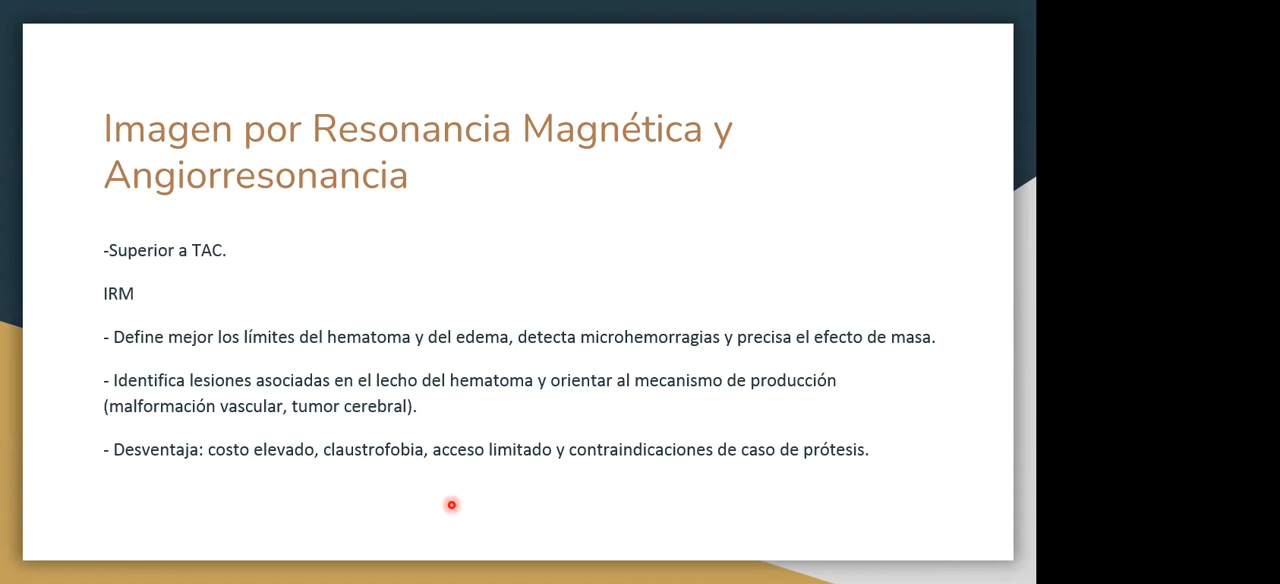 Imagen por Resonancia Magnética y
Angiorresonancia
-Superior a TAC.
IRM
- Define mejor los límites del hematoma y del edema, detecta microhemorragias y precisa el efecto de masa.
- Identifica lesiones asociadas en el lecho del hematoma y orientar al mecanismo de producción
(malformación vascular, tumor cerebral).
- Desventaja: costo elevado, claustrofobia, acceso limitado y contraindicaciones de caso de prótesis.